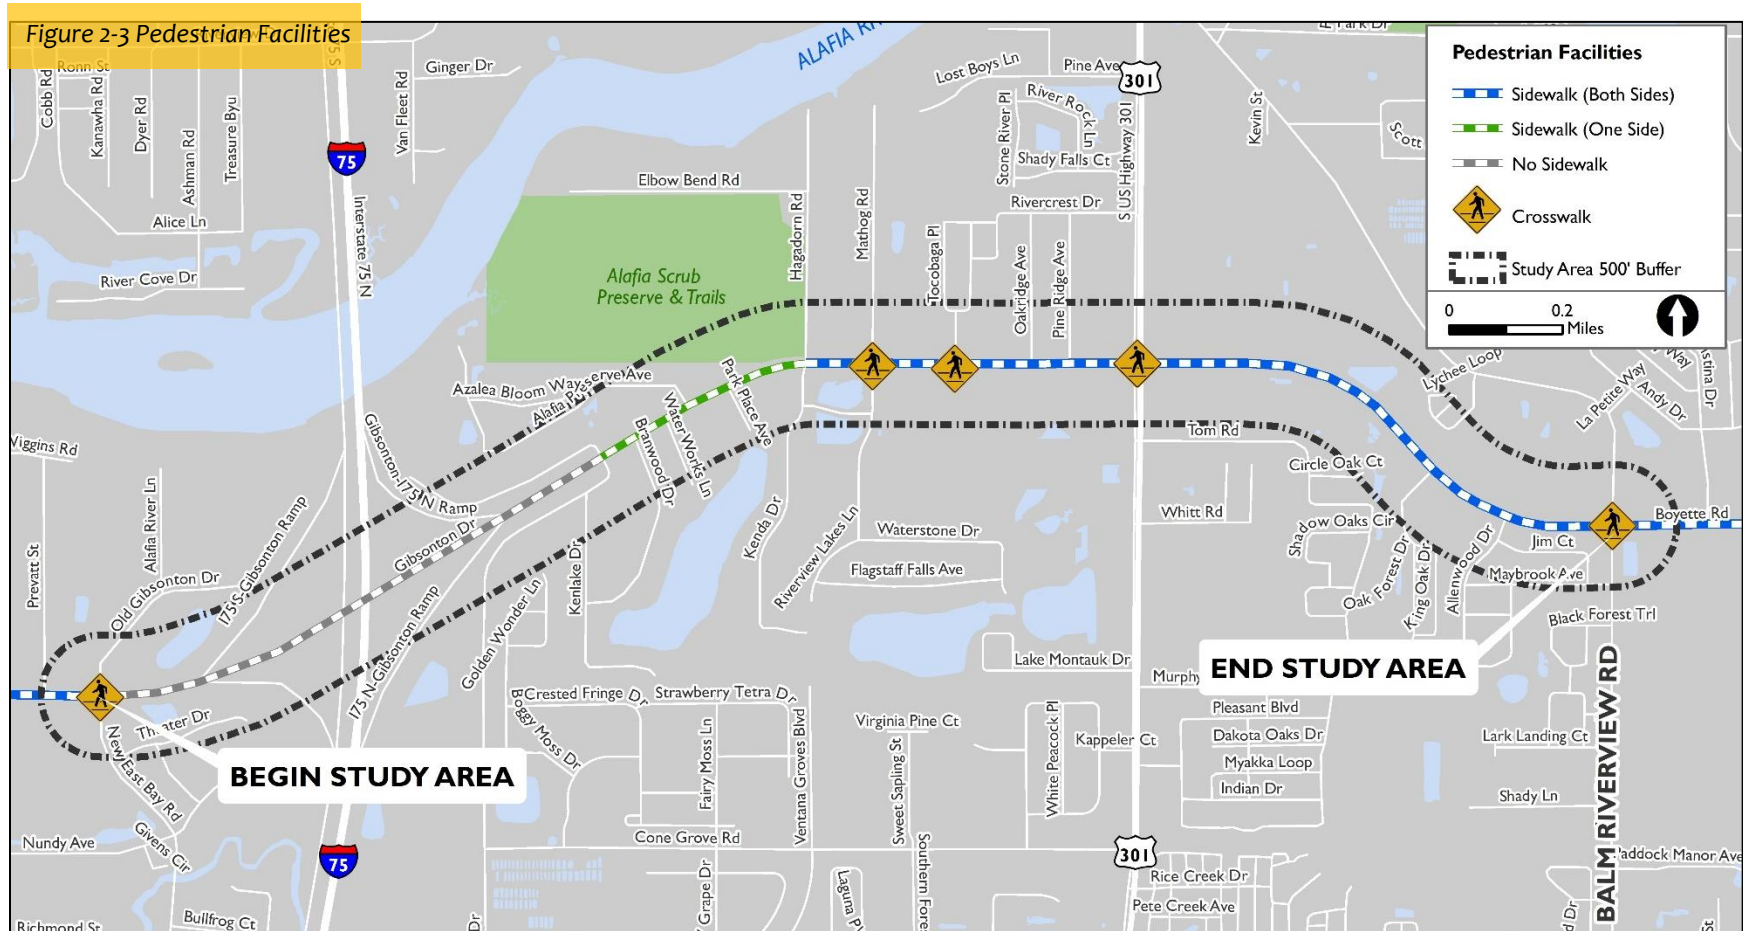 Figure 2-3 Pedestrian Facilities
Pedestrian Facilities
Sidewalk (Both Sides)
Sidewalk (One Side)
No Sidewalk
Crosswalk
Study Area 500' Buffer
0 0.2
Miles
Ronn St
Cobb Rd
Kanawha Rd
Dyer Rd
Ashman Rd
Treasure Byu
Van Fleet Rd
Ginger Dr
75
Interstate 75 N
Alice Ln
River Cove Dr
Elbow Bend Rd
Alafia Scrub
Preserve & Trails
Hagadorn Rd
Mathog Rd
Tocobaga Pl
Lost Boys Ln
Pine Ave
301
River Rock Ln
Stone River Pl
Shady Falls Ct
Rivercrest Dr
S US Highway 301
Oakridge Ave
Pine Ridge Ave
Kevin St
Scott
Lychee Loop
La Petite Way
Andy Dr
Azalea Bloom Way
Alafia Preserve Ave
Park Place Ave
Water Works Ln
Branwood Dr
Gibsonton-I75 N Ramp
Gibsonton Dr
I75 S-Gibsonton Ramp
I75 N-Gibsonton Ramp
Alafia River Ln
Old Gibsonton Dr
Prevatt St
Theater Dr
New East Bay Rd
Givens Cir
Nundy Ave
Bullfrog Ct
Richmond St
BEGIN STUDY AREA
75
Golden Wonder Ln
Kenlake Dr
Kenda Dr
Riverview Lakes Ln
Waterstone Dr
Flagstaff Falls Ave
Lake Montauk Dr
Boggy Moss Dr
Crested Fringe Dr
Strawberry Tetra Dr
Fairy Moss Ln
Ventana Groves Blvd
Virginia Pine Ct
Sweet Sapling St
White Peacock Pl
Kappeler Ct
Cone Grove Rd
Grape Dr
Laguna Pl
Southern Fores
301
Tom Rd
Circle Oak Ct
Whitt Rd
Shadow Oaks Cir
Oak Forest Dr
King Oak Dr
Allenwood Dr
Jim Ct
Maybrook Ave
Boyette Rd
Black Forest Trl
END STUDY AREA
Murphy
Pleasant Blvd
Dakota Oaks Dr
Myakka Loop
Indian Dr
Lark Landing Ct
Shady Ln
BALM RIVERVIEW RD
Paddock Manor Ave
Rice Creek Dr
Pete Creek Ave